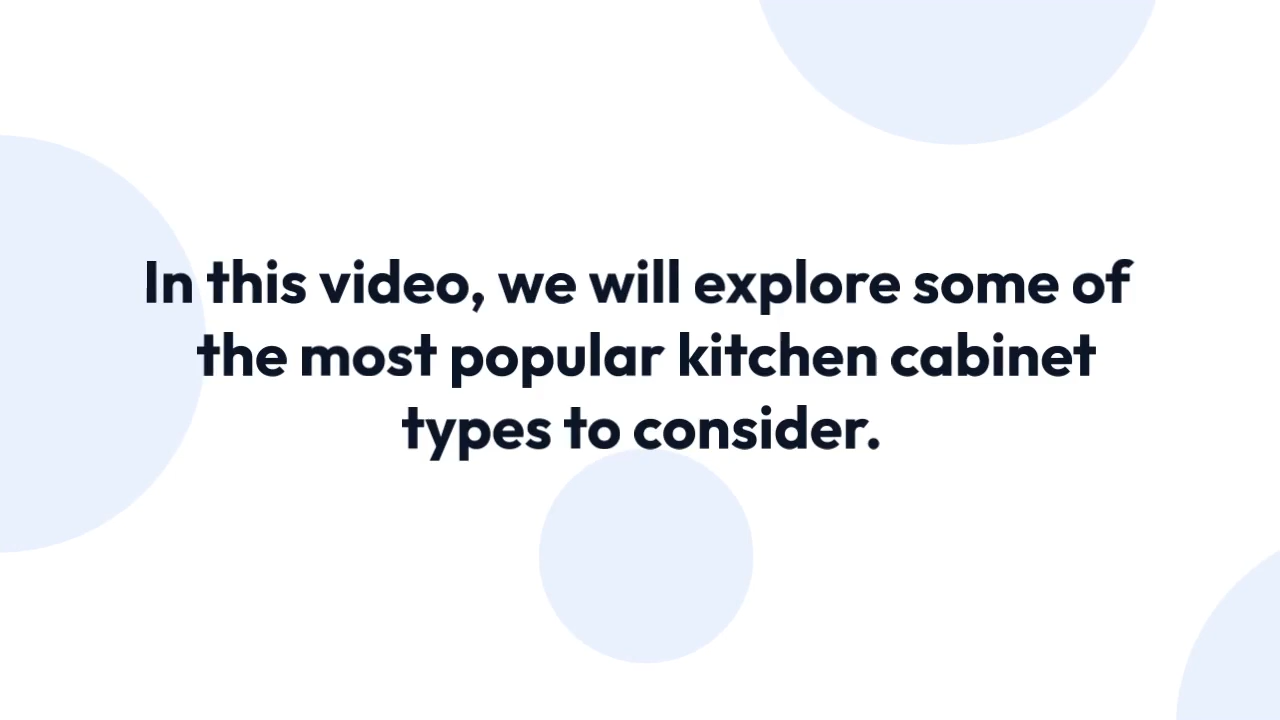 In this video, we will explore some of
the most popular kitchen cabinet
types to consider.